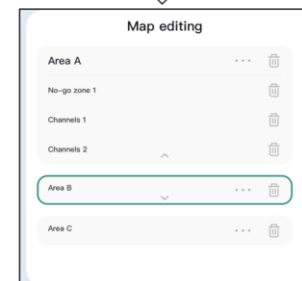 Map editing
Area A
No-go zone 1
Channels 1
Channels 2
Area B
Area C